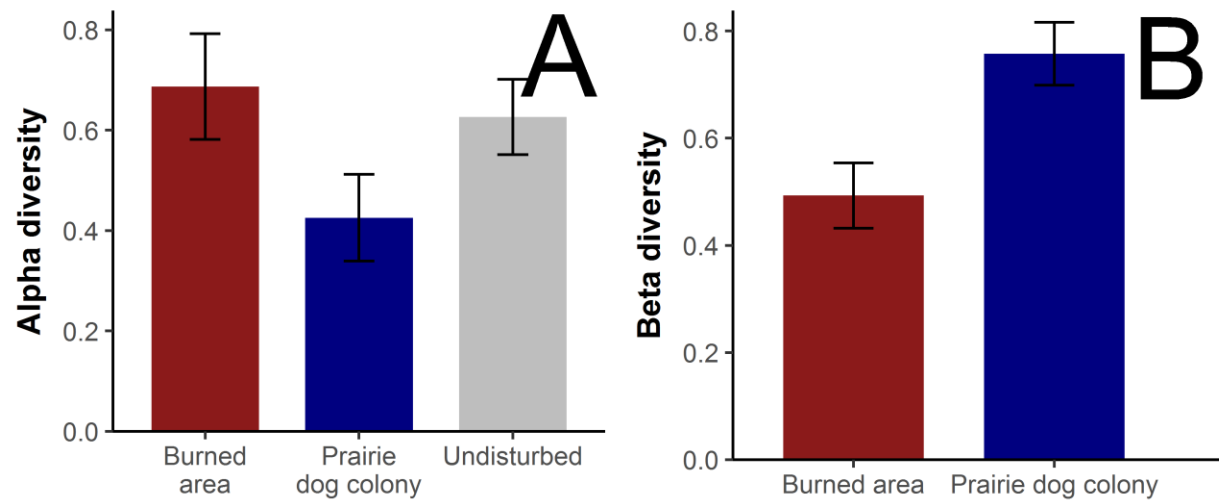 A
Alpha diversity
0.8
0.6
0.4
0.2
0.0
Burned
area
Prairie
dog colony
Undisturbed
B
Beta diversity
0.8
0.6
0.4
0.2
0.0
Burned area
Prairie dog colony